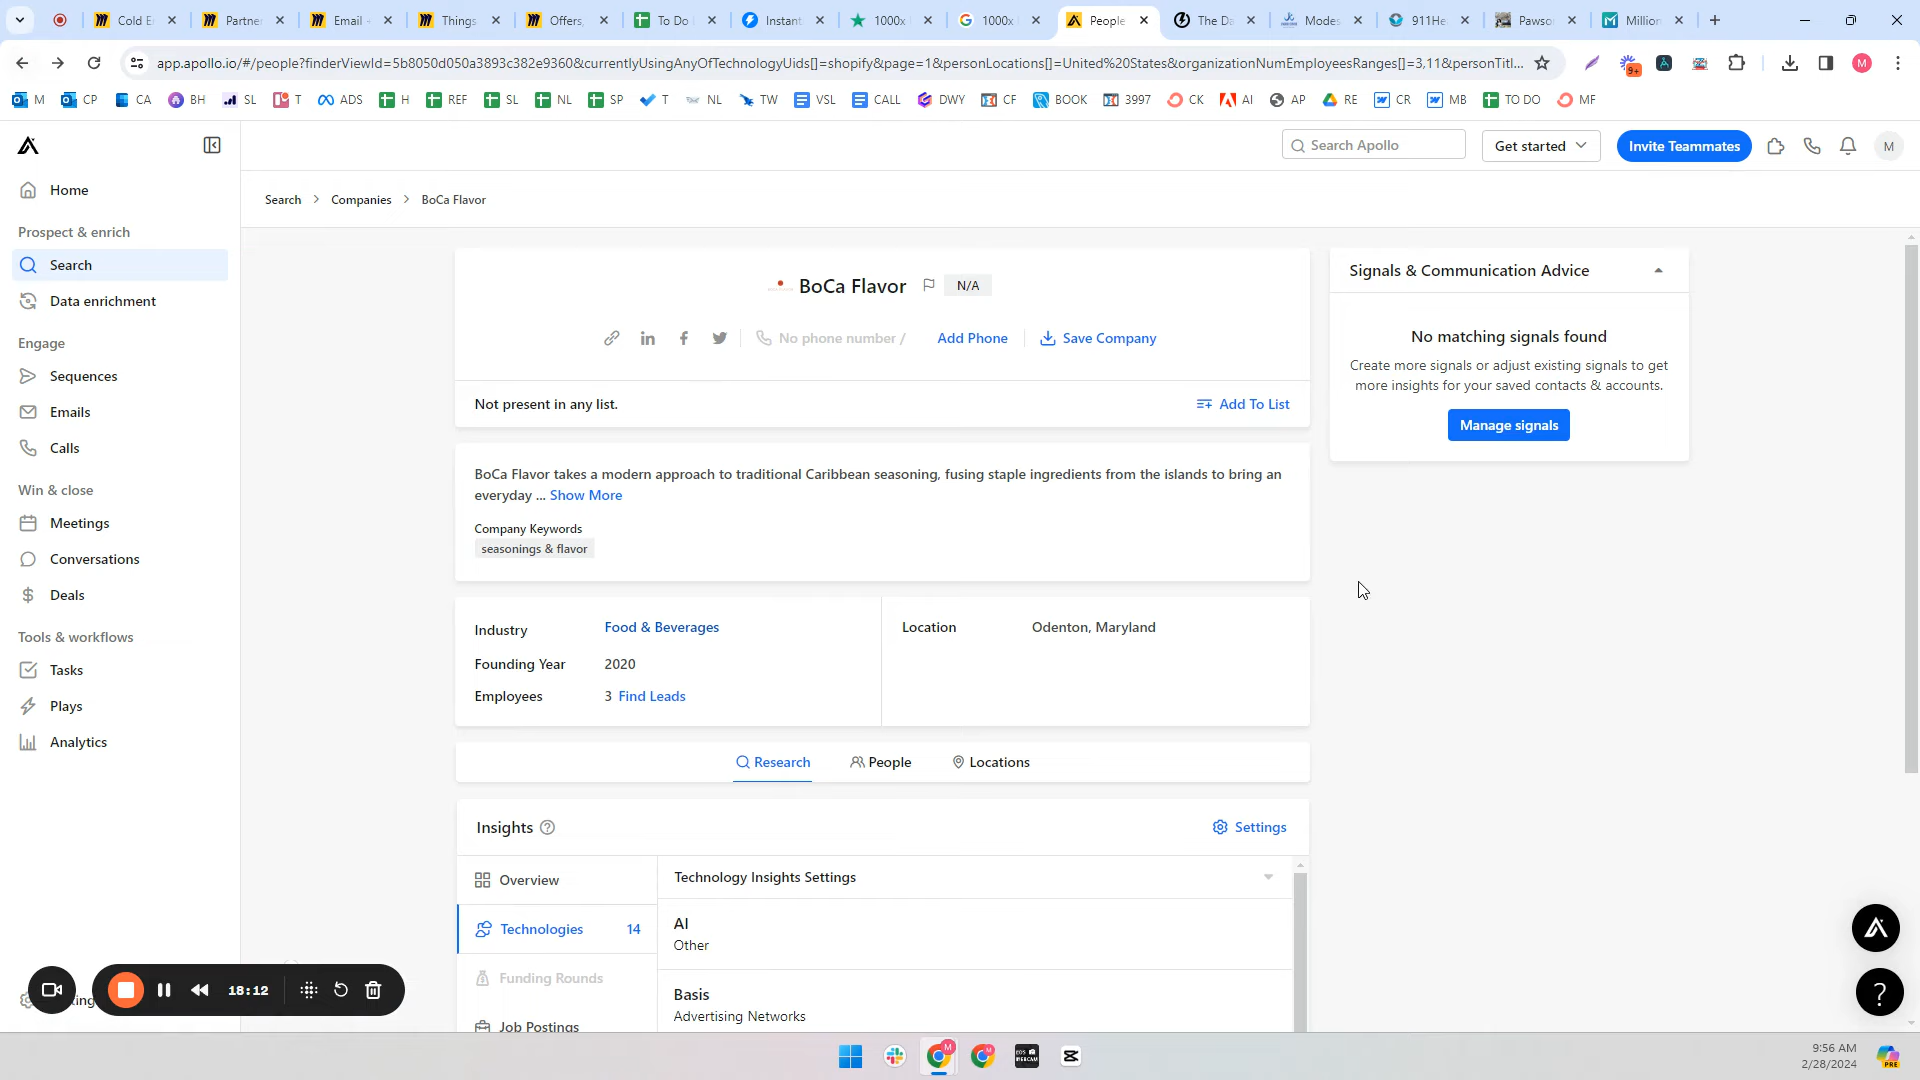 Cold E
Partner
Email -
Things
Offers,
To Do
Instant
1000x
1000x
People
The Da
Modes
911He
Pawso
Million
app.apollo.io/#/people?finderViewId=5b8050d050a3893c382e9360&currentlyUsingAnyOfTechnologyUids[]=shopify&page=1&personLocations[]=United%20States&organizationNumEmployeesRanges[]=3,11&personTitl...
9+
M
M
CP
CA
BH
SL
T
ADS
H
REF
SL
NL
SP
T
NL
TW
VSL
CALL
DWY
CF
BOOK
3997
CK
AI
AP
RE
CR
MB
TO DO
MF
Search Apollo
Get started
Invite Teammates
M
Home
Prospect & enrich
Search
Data enrichment
Engage
Sequences
Emails
Calls
Win & close
Meetings
Conversations
Deals
Tools & workflows
Tasks
Plays
Analytics
Search > Companies > BoCa Flavor
BoCa Flavor
N/A
No phone number /
Add Phone
Save Company
Not present in any list.
Add To List
BoCa Flavor takes a modern approach to traditional Caribbean seasoning, fusing staple ingredients from the islands to bring an
everyday ... Show More
Company Keywords
seasonings & flavor
Industry
Food & Beverages
Founding Year
2020
Employees
3 Find Leads
Location
Odenton, Maryland
Research
People
Locations
Insights
Settings
Overview
Technologies
14
Funding Rounds
Job Postings
Technology Insights Settings
AI
Other
Basis
Advertising Networks
Signals & Communication Advice
No matching signals found
Create more signals or adjust existing signals to get
more insights for your saved contacts & accounts.
Manage signals
18:12
?
9:56 AM
2/28/2024